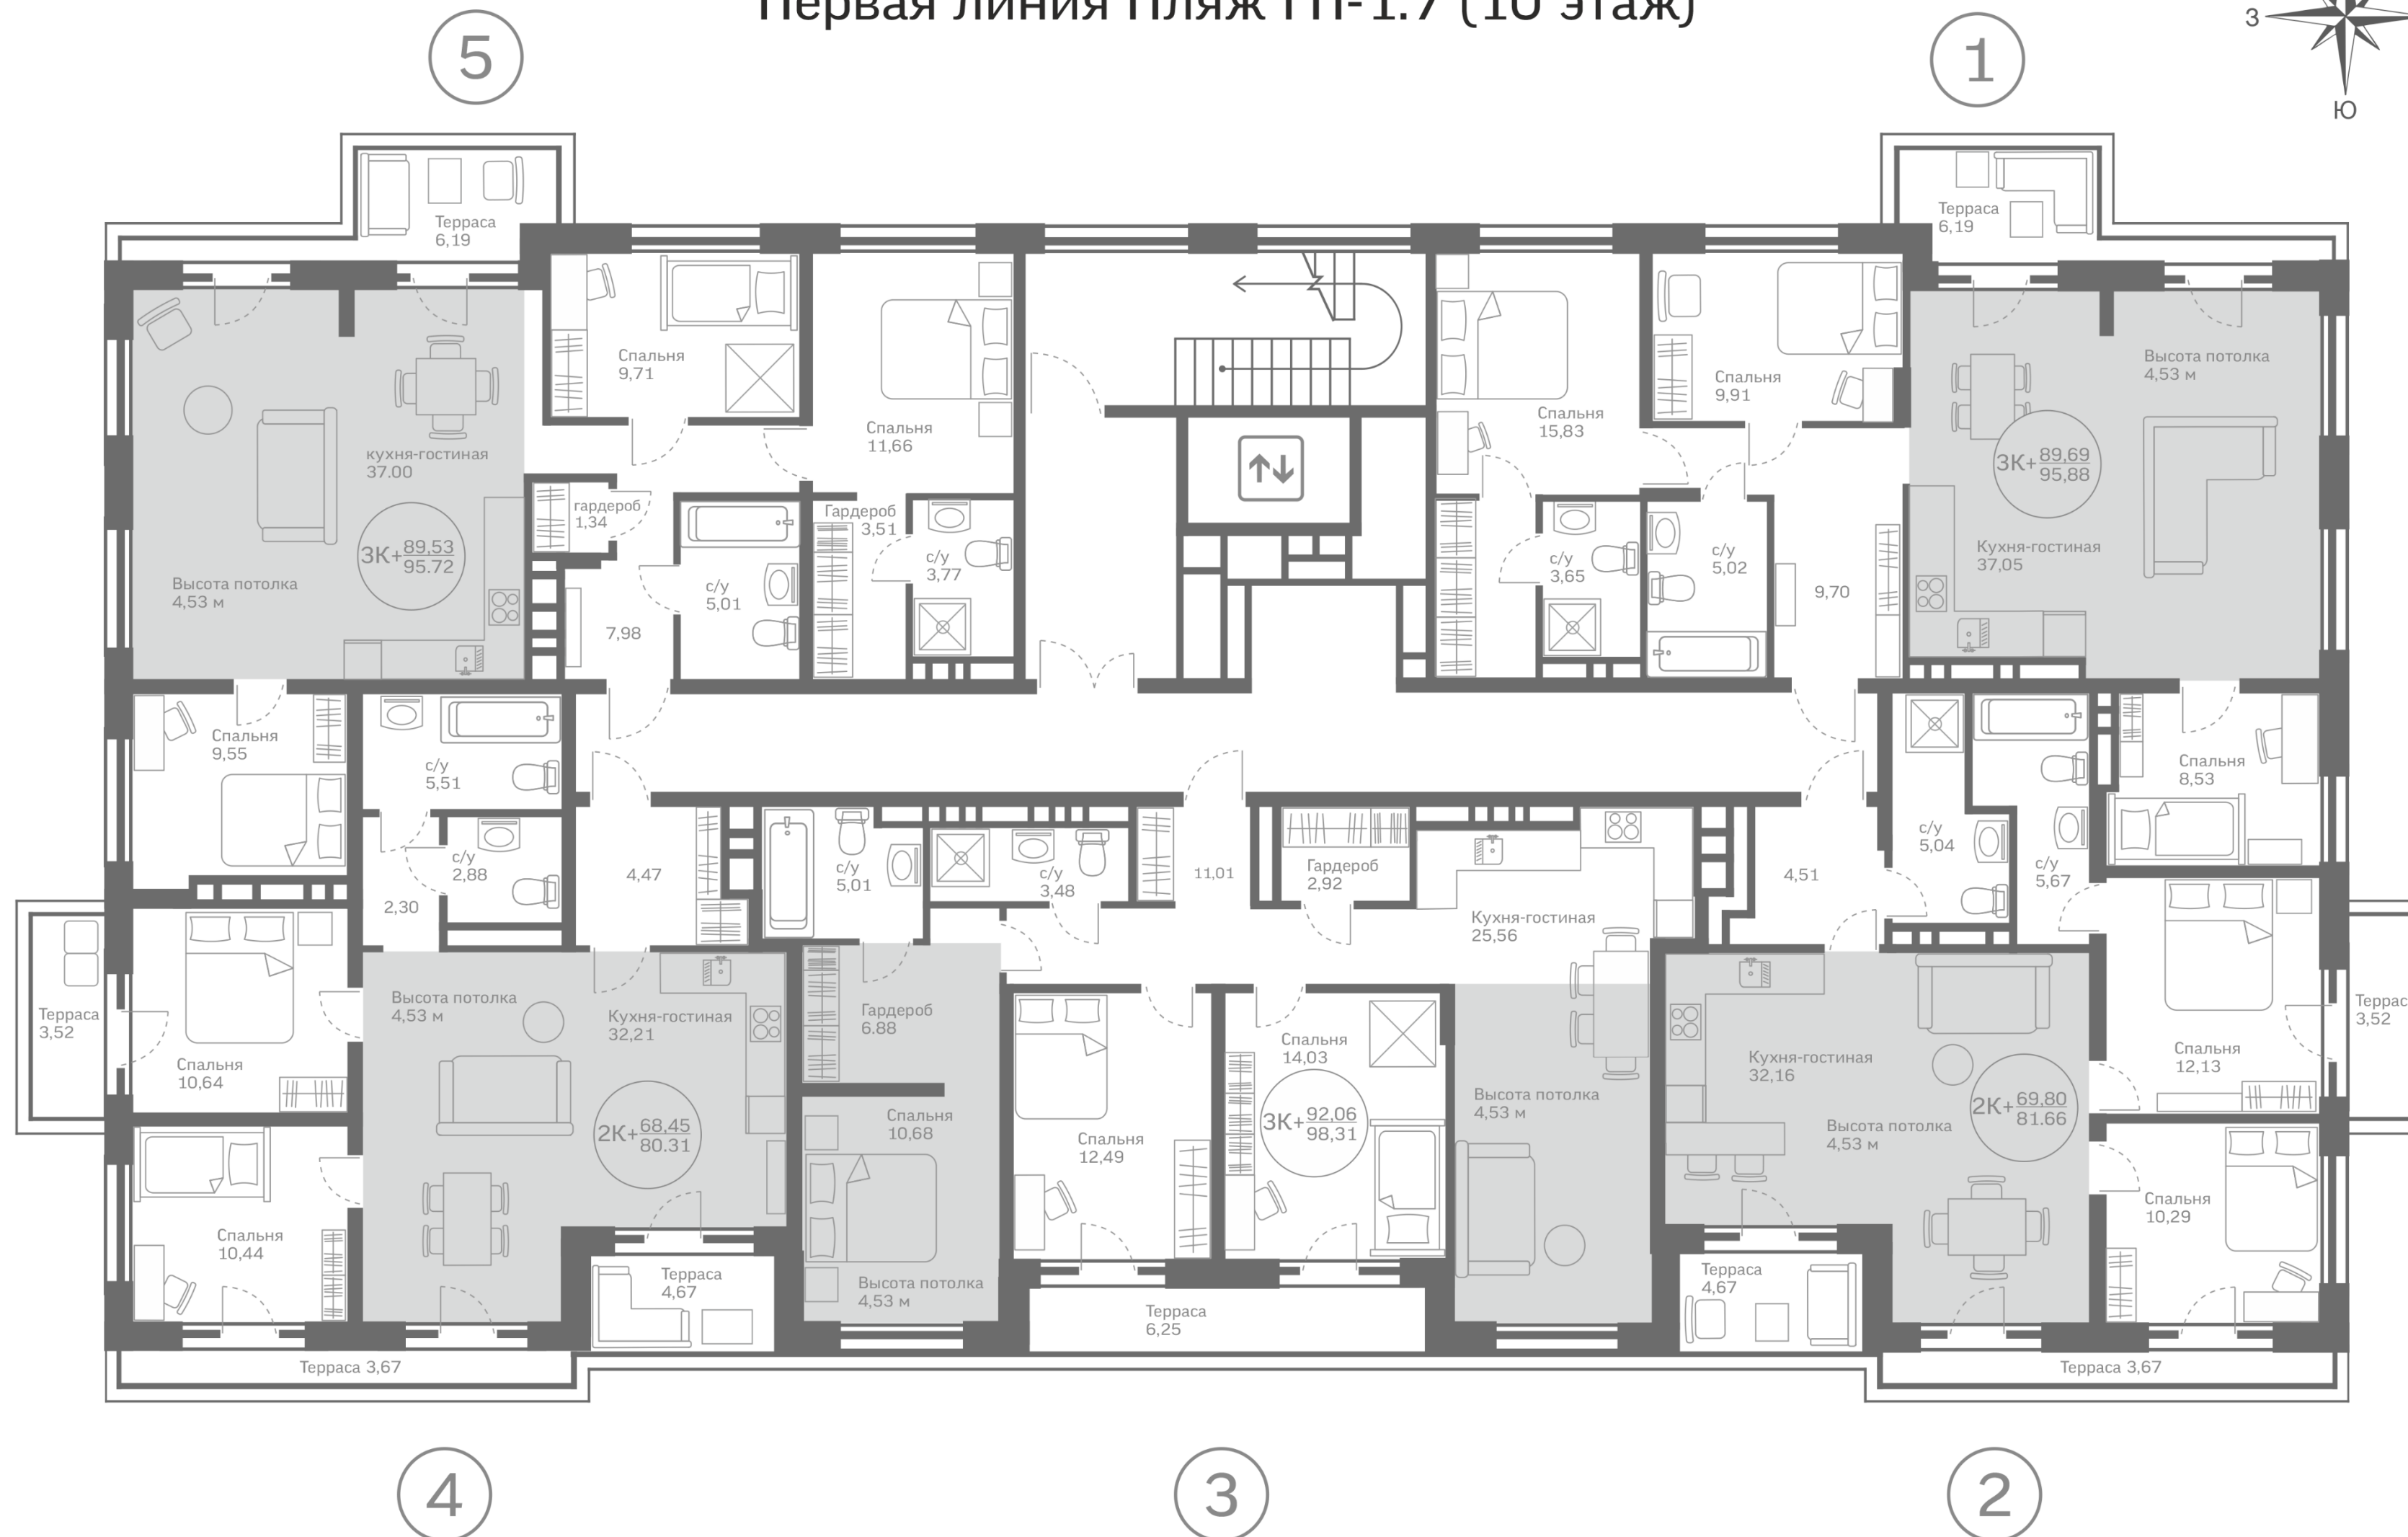 Первая линия Пляж ГП-1.7 (10 этаж)
З
Ю
5
1
Терраса
6,19
Терраса
6,19
Спальня
9,71
Спальня
11,66
кухня-гостиная
37.00
гардероб
1,34
Гардероб
3,51
3К+ 89,53
95.72
Высота потолка
4,53 м
с/у
5,01
с/у
3,77
7,98
Спальня
15,83
Спальня
9,91
Высота потолка
4,53 м
3К+ 89,69
95,88
Кухня-гостиная
37,05
с/у
3,65
с/у
5,02
9,70
Спальня
9,55
с/у
5,51
с/у
2,88
2,30
4,47
с/у
5,01
с/у
3,48
11,01
Гардероб
2,92
Кухня-гостиная
25,56
4,51
с/у
5,04
с/у
5,67
Спальня
8,53
Терраса
3,52
Спальня
10,64
Высота потолка
4,53 м
Кухня-гостиная
32,21
2К+ 68,45
80.31
Спальня
10,44
Терраса
4,67
Терраса 3,67
Гардероб
6.88
Спальня
10,68
Высота потолка
4,53 м
Спальня
12,49
Спальня
14,03
3К+ 92,06
98,31
Высота потолка
4,53 м
Терраса
6,25
Кухня-гостиная
32,16
Высота потолка
4,53 м
2К+ 69,80
81.66
Терраса
4,67
Спальня
12,13
Террас
3,52
Спальня
10,29
Терраса 3,67
4
3
2